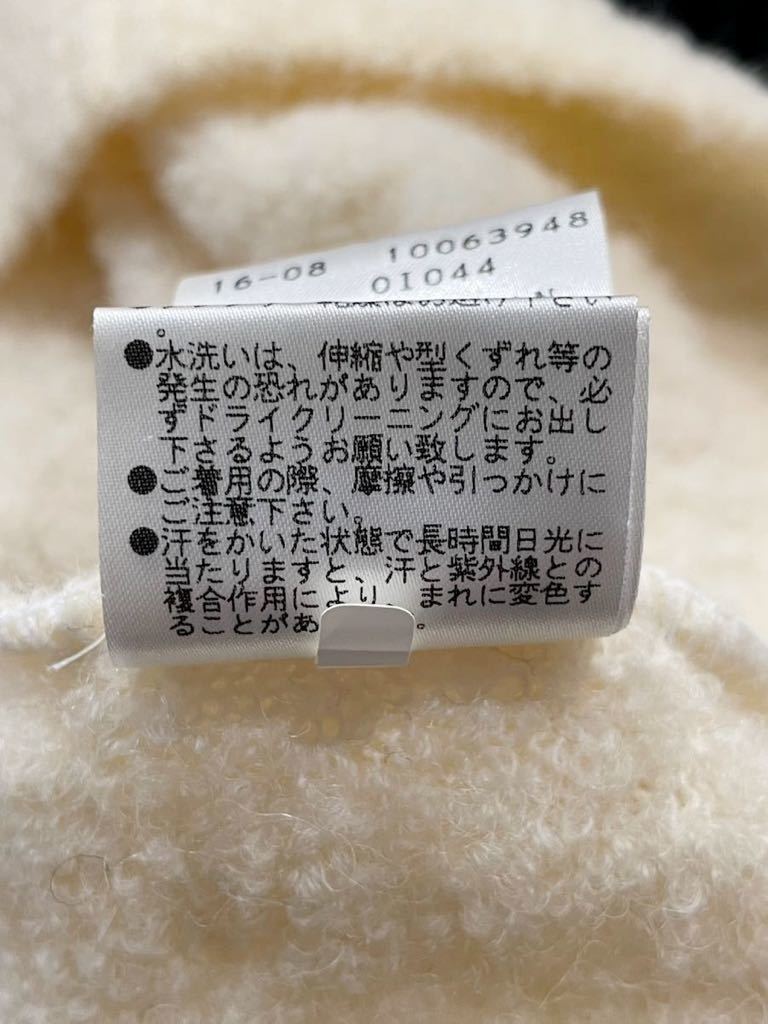 16-08 10063948
01044
。
●水洗いは、伸縮や型くずれ等の
発生の恐れがありますので、必
ずドライクリーニングにお出し
下さるようお願い致します。
●ご着用の際、摩擦や引っかけに
ご注意下さい。
●汗をかいた状態で長時間日光に
当たりますと、汗と紫外線との
複合作用により、まれに変色す
ることがあ
。